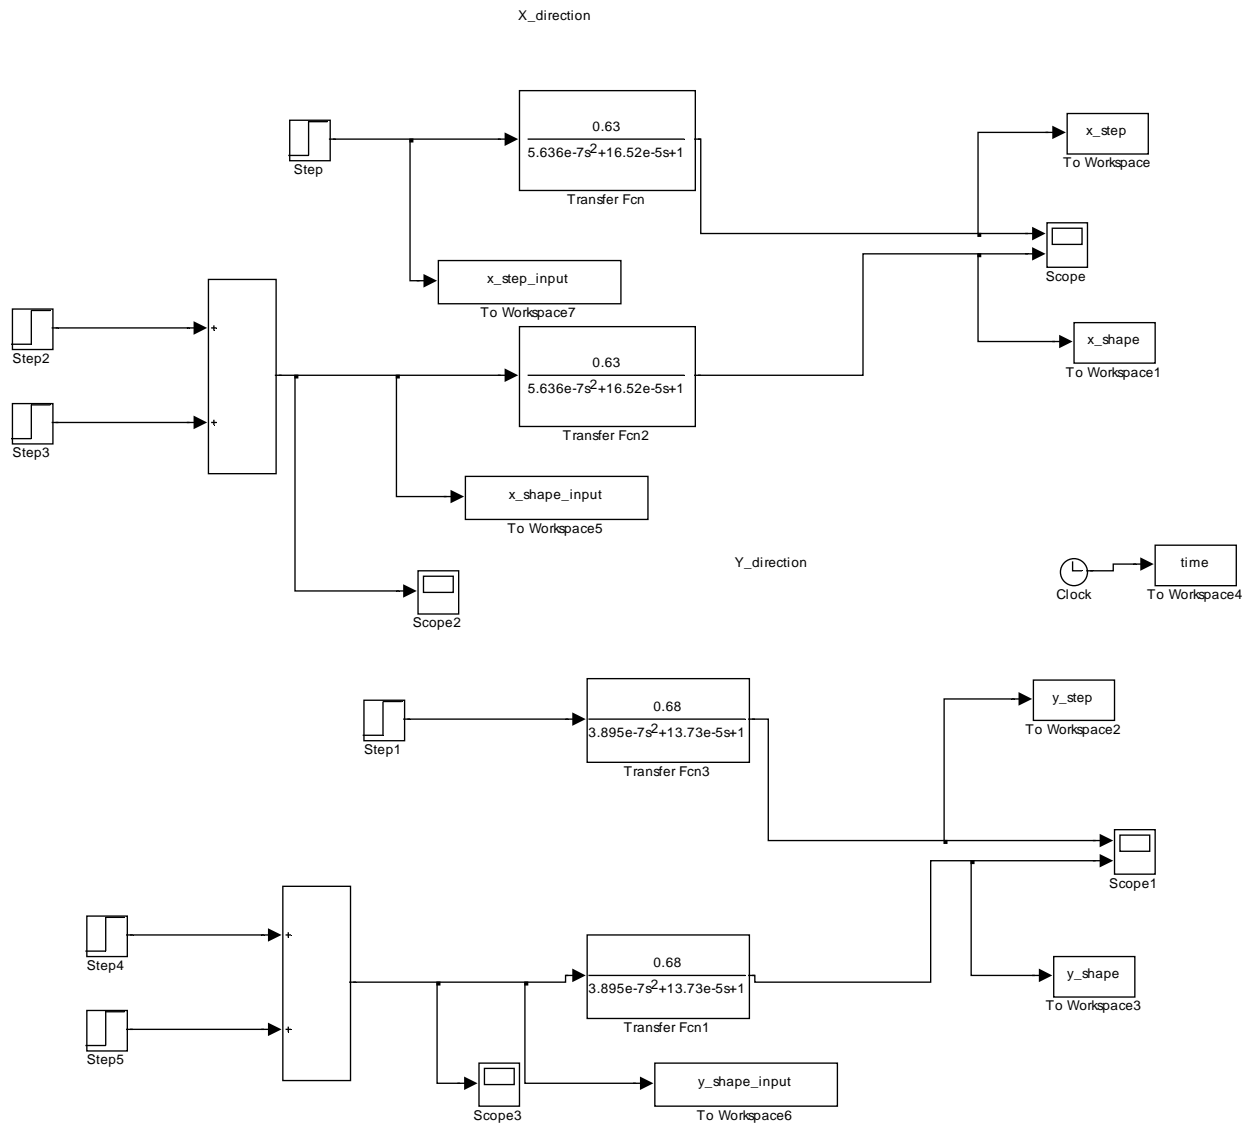 X_direction
0.63
5.636e-7s2+16.52e-5s+1
Transfer Fcn
Step
x_step
To Workspace
Scope
x_step_input
To Workspace7
+
+
Step2
Step3
0.63
5.636e-7s2+16.52e-5s+1
Transfer Fcn2
x_shape
To Workspace1
x_shape_input
To Workspace5
Scope2
Y_direction
Clock
time
To Workspace4
Step1
0.68
3.895e-7s2+13.73e-5s+1
Transfer Fcn3
y_step
To Workspace2
Scope1
+
+
Step4
Step5
0.68
3.895e-7s2+13.73e-5s+1
Transfer Fcn1
y_shape
To Workspace3
Scope3
y_shape_input
To Workspace6